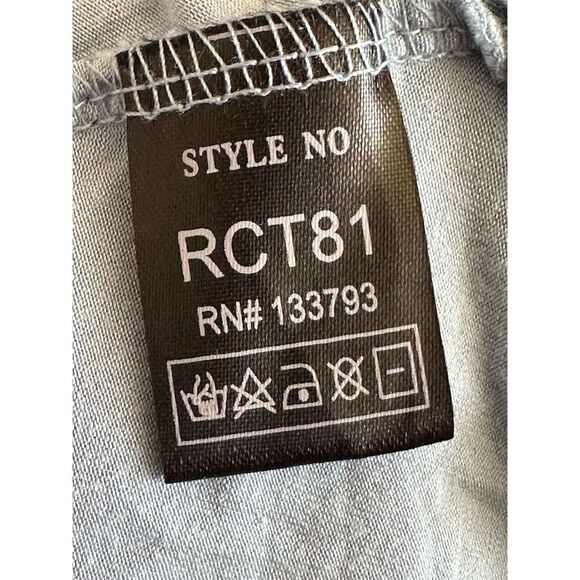 STYLE NO
RCT81
RN# 133793